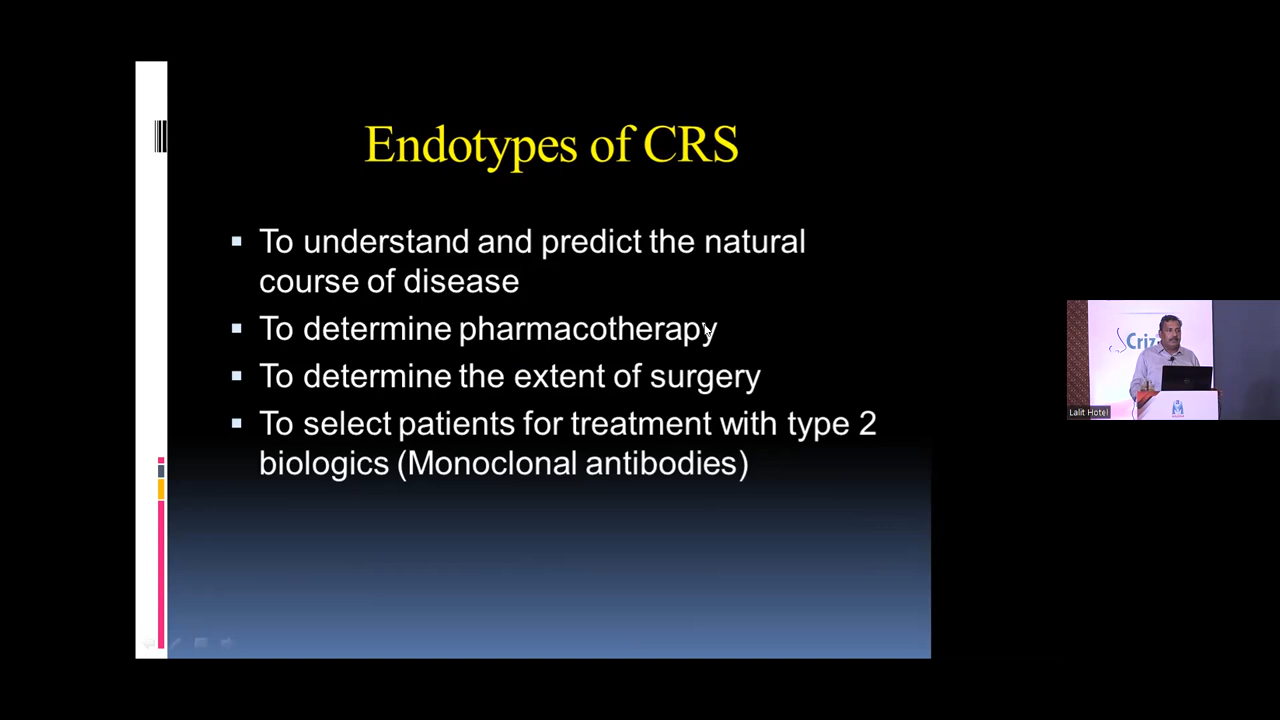 Endotypes of CRS
To understand and predict the natural
course of disease
To determine pharmacotherapy
To determine the extent of surgery
To select patients for treatment with type 2
biologics (Monoclonal antibodies)
Lalit Hotel